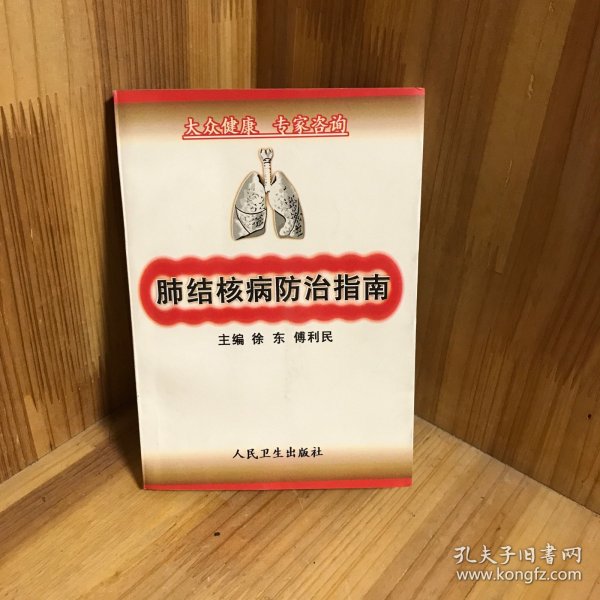 大众健康 专家咨询
肺结核病防治指南
主编 徐东 傅利民
人民卫生出版社
孔夫子旧书网
www.kongfz.com